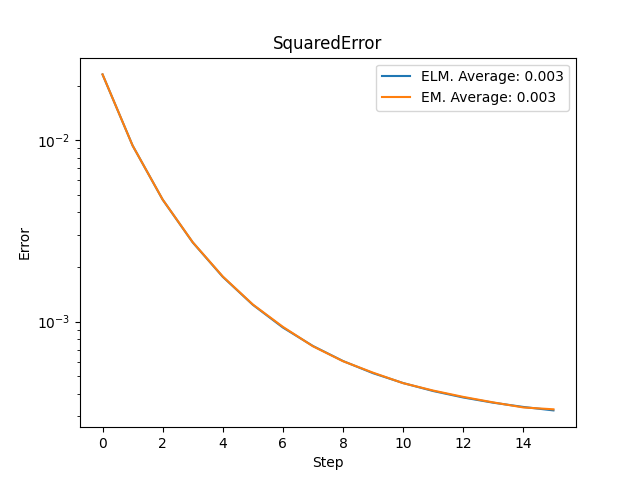 SquaredError
ELM. Average: 0.003
EM. Average: 0.003
10⁻²
10⁻³
Error
0 2 4 6 8 10 12 14
Step